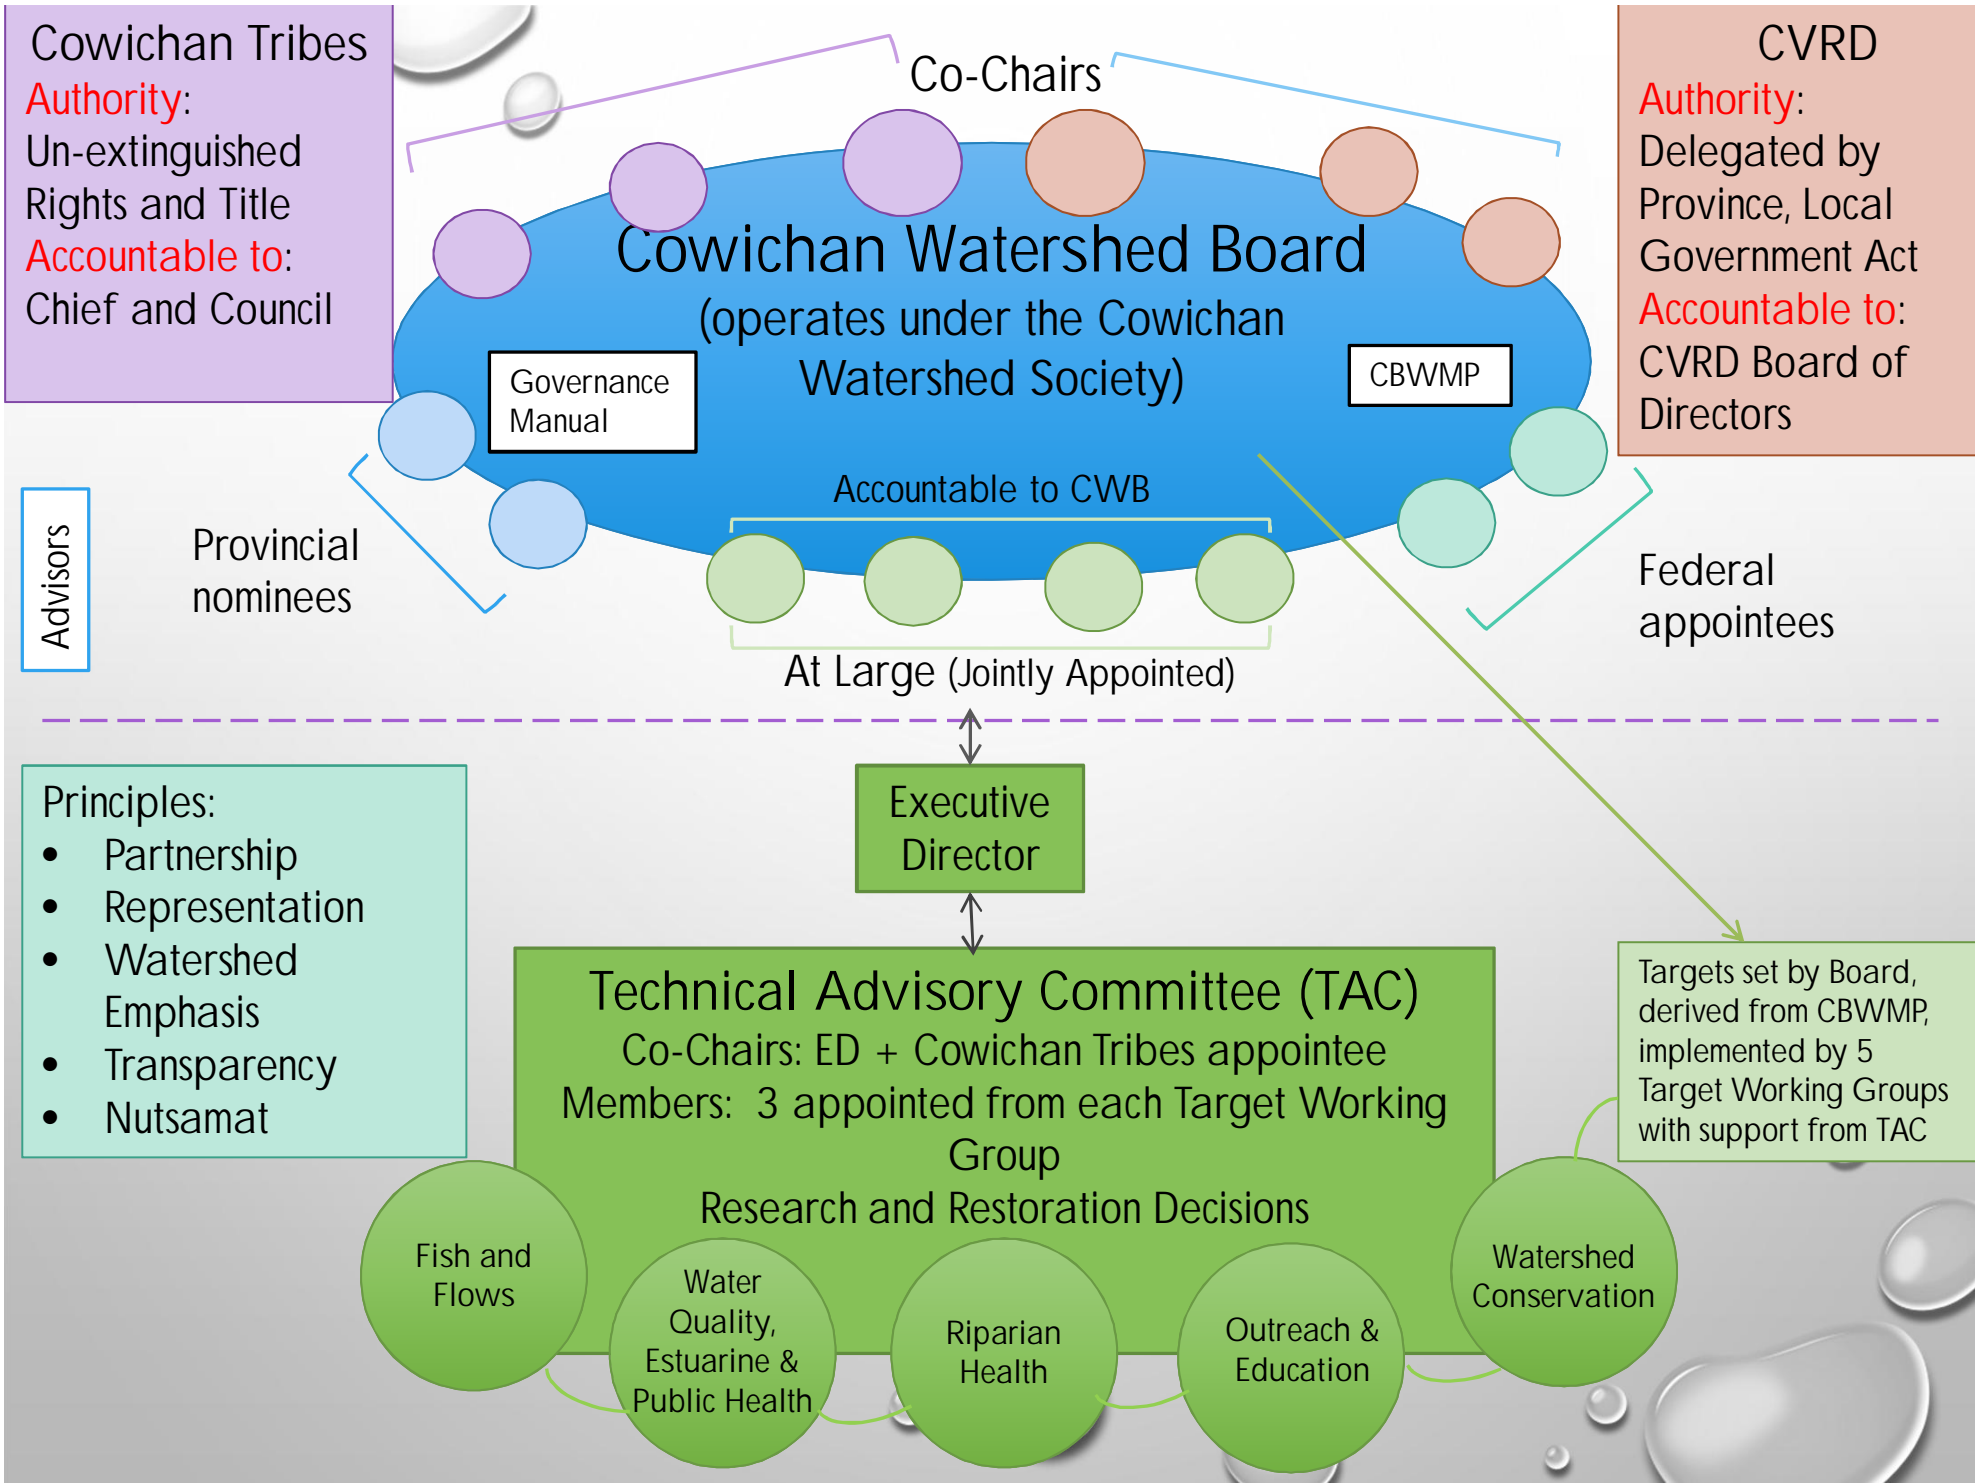 Cowichan Tribes
Authority:
Un-extinguished
Rights and Title
Accountable to:
Chief and Council
Co-Chairs
CVRD
Authority:
Delegated by
Province, Local
Government Act
Accountable to:
CVRD Board of
Directors
Cowichan Watershed Board
(operates under the Cowichan
Watershed Society)
Governance
Manual
CBWMP
Accountable to CWB
Advisors
Provincial
nominees
Federal
appointees
At Large (Jointly Appointed)
Principles:
• Partnership
• Representation
• Watershed
Emphasis
• Transparency
• Nutsamat
Executive
Director
Technical Advisory Committee (TAC)
Co-Chairs: ED + Cowichan Tribes appointee
Members: 3 appointed from each Target Working
Group
Research and Restoration Decisions
Targets set by Board,
derived from CBWMP,
implemented by 5
Target Working Groups
with support from TAC
Fish and
Flows
Water
Quality,
Estuarine &
Public Health
Riparian
Health
Outreach &
Education
Watershed
Conservation